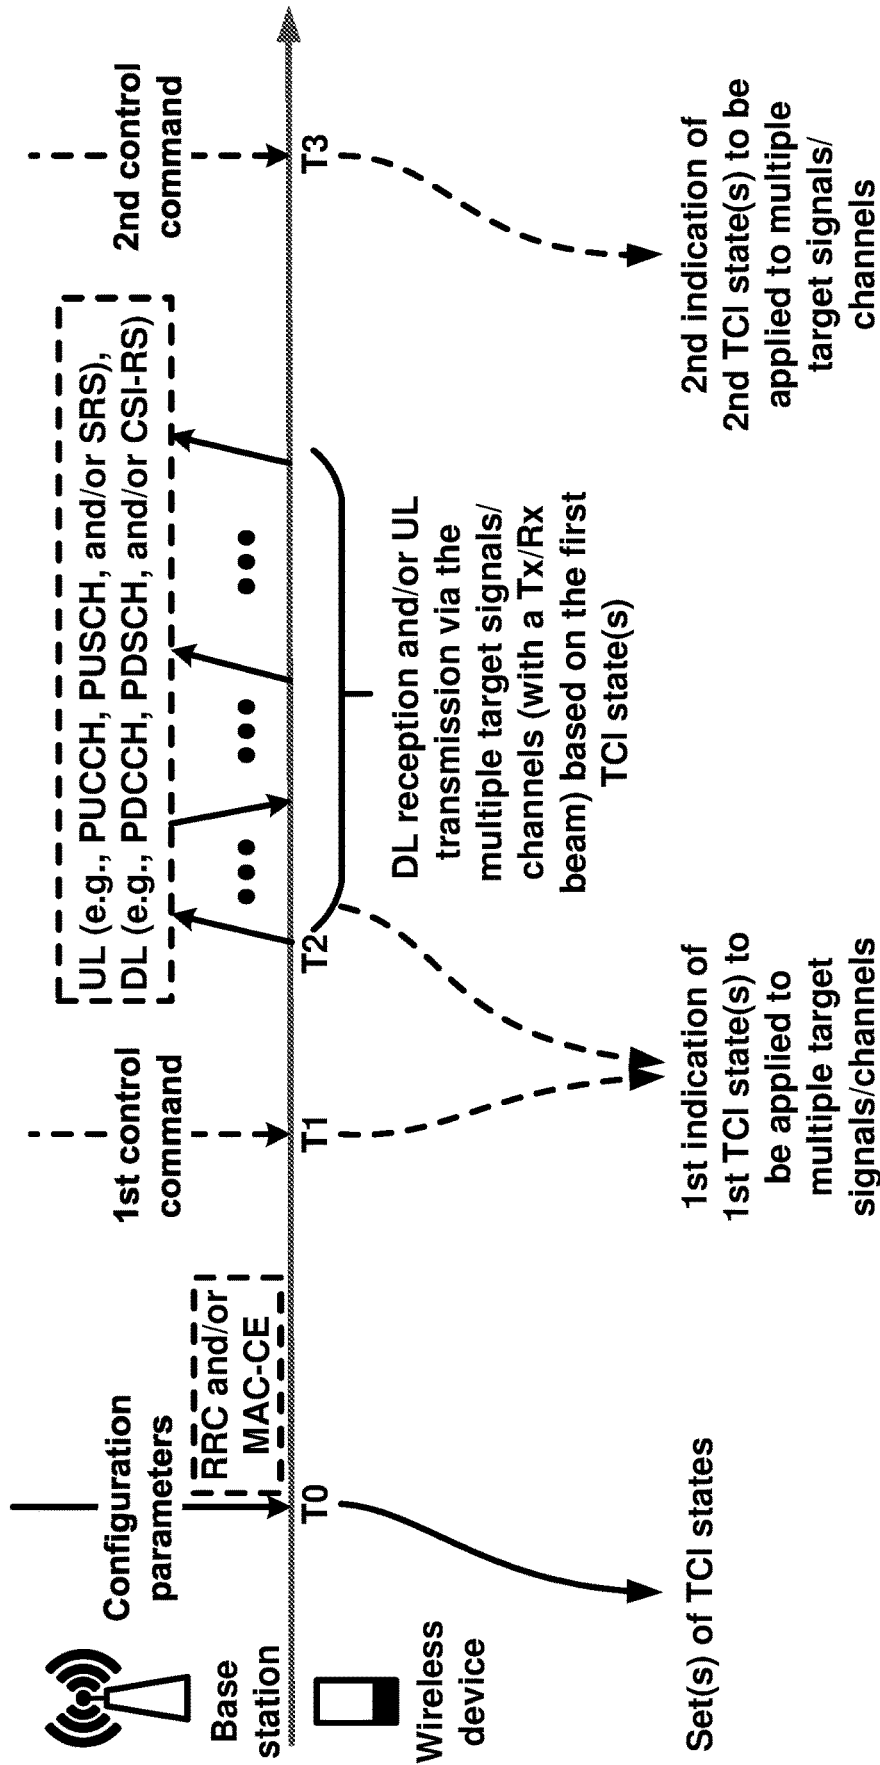 Base
station
Wireless
device
Configuration
parameters
RRC and/or
MAC-CE
T0
Set(s) of TCI states
1st control
command
T1
1st indication of
1st TCI state(s) to
be applied to
multiple target
signals/channels
UL (e.g., PUCCH, PUSCH, and/or SRS),
DL (e.g., PDCCH, PDSCH, and/or CSI-RS)
T2
DL reception and/or UL
transmission via the
multiple target signals/
channels (with a Tx/Rx
beam) based on the first
TCI state(s)
2nd control
command
T3
2nd indication of
2nd TCI state(s) to be
applied to multiple
target signals/
channels